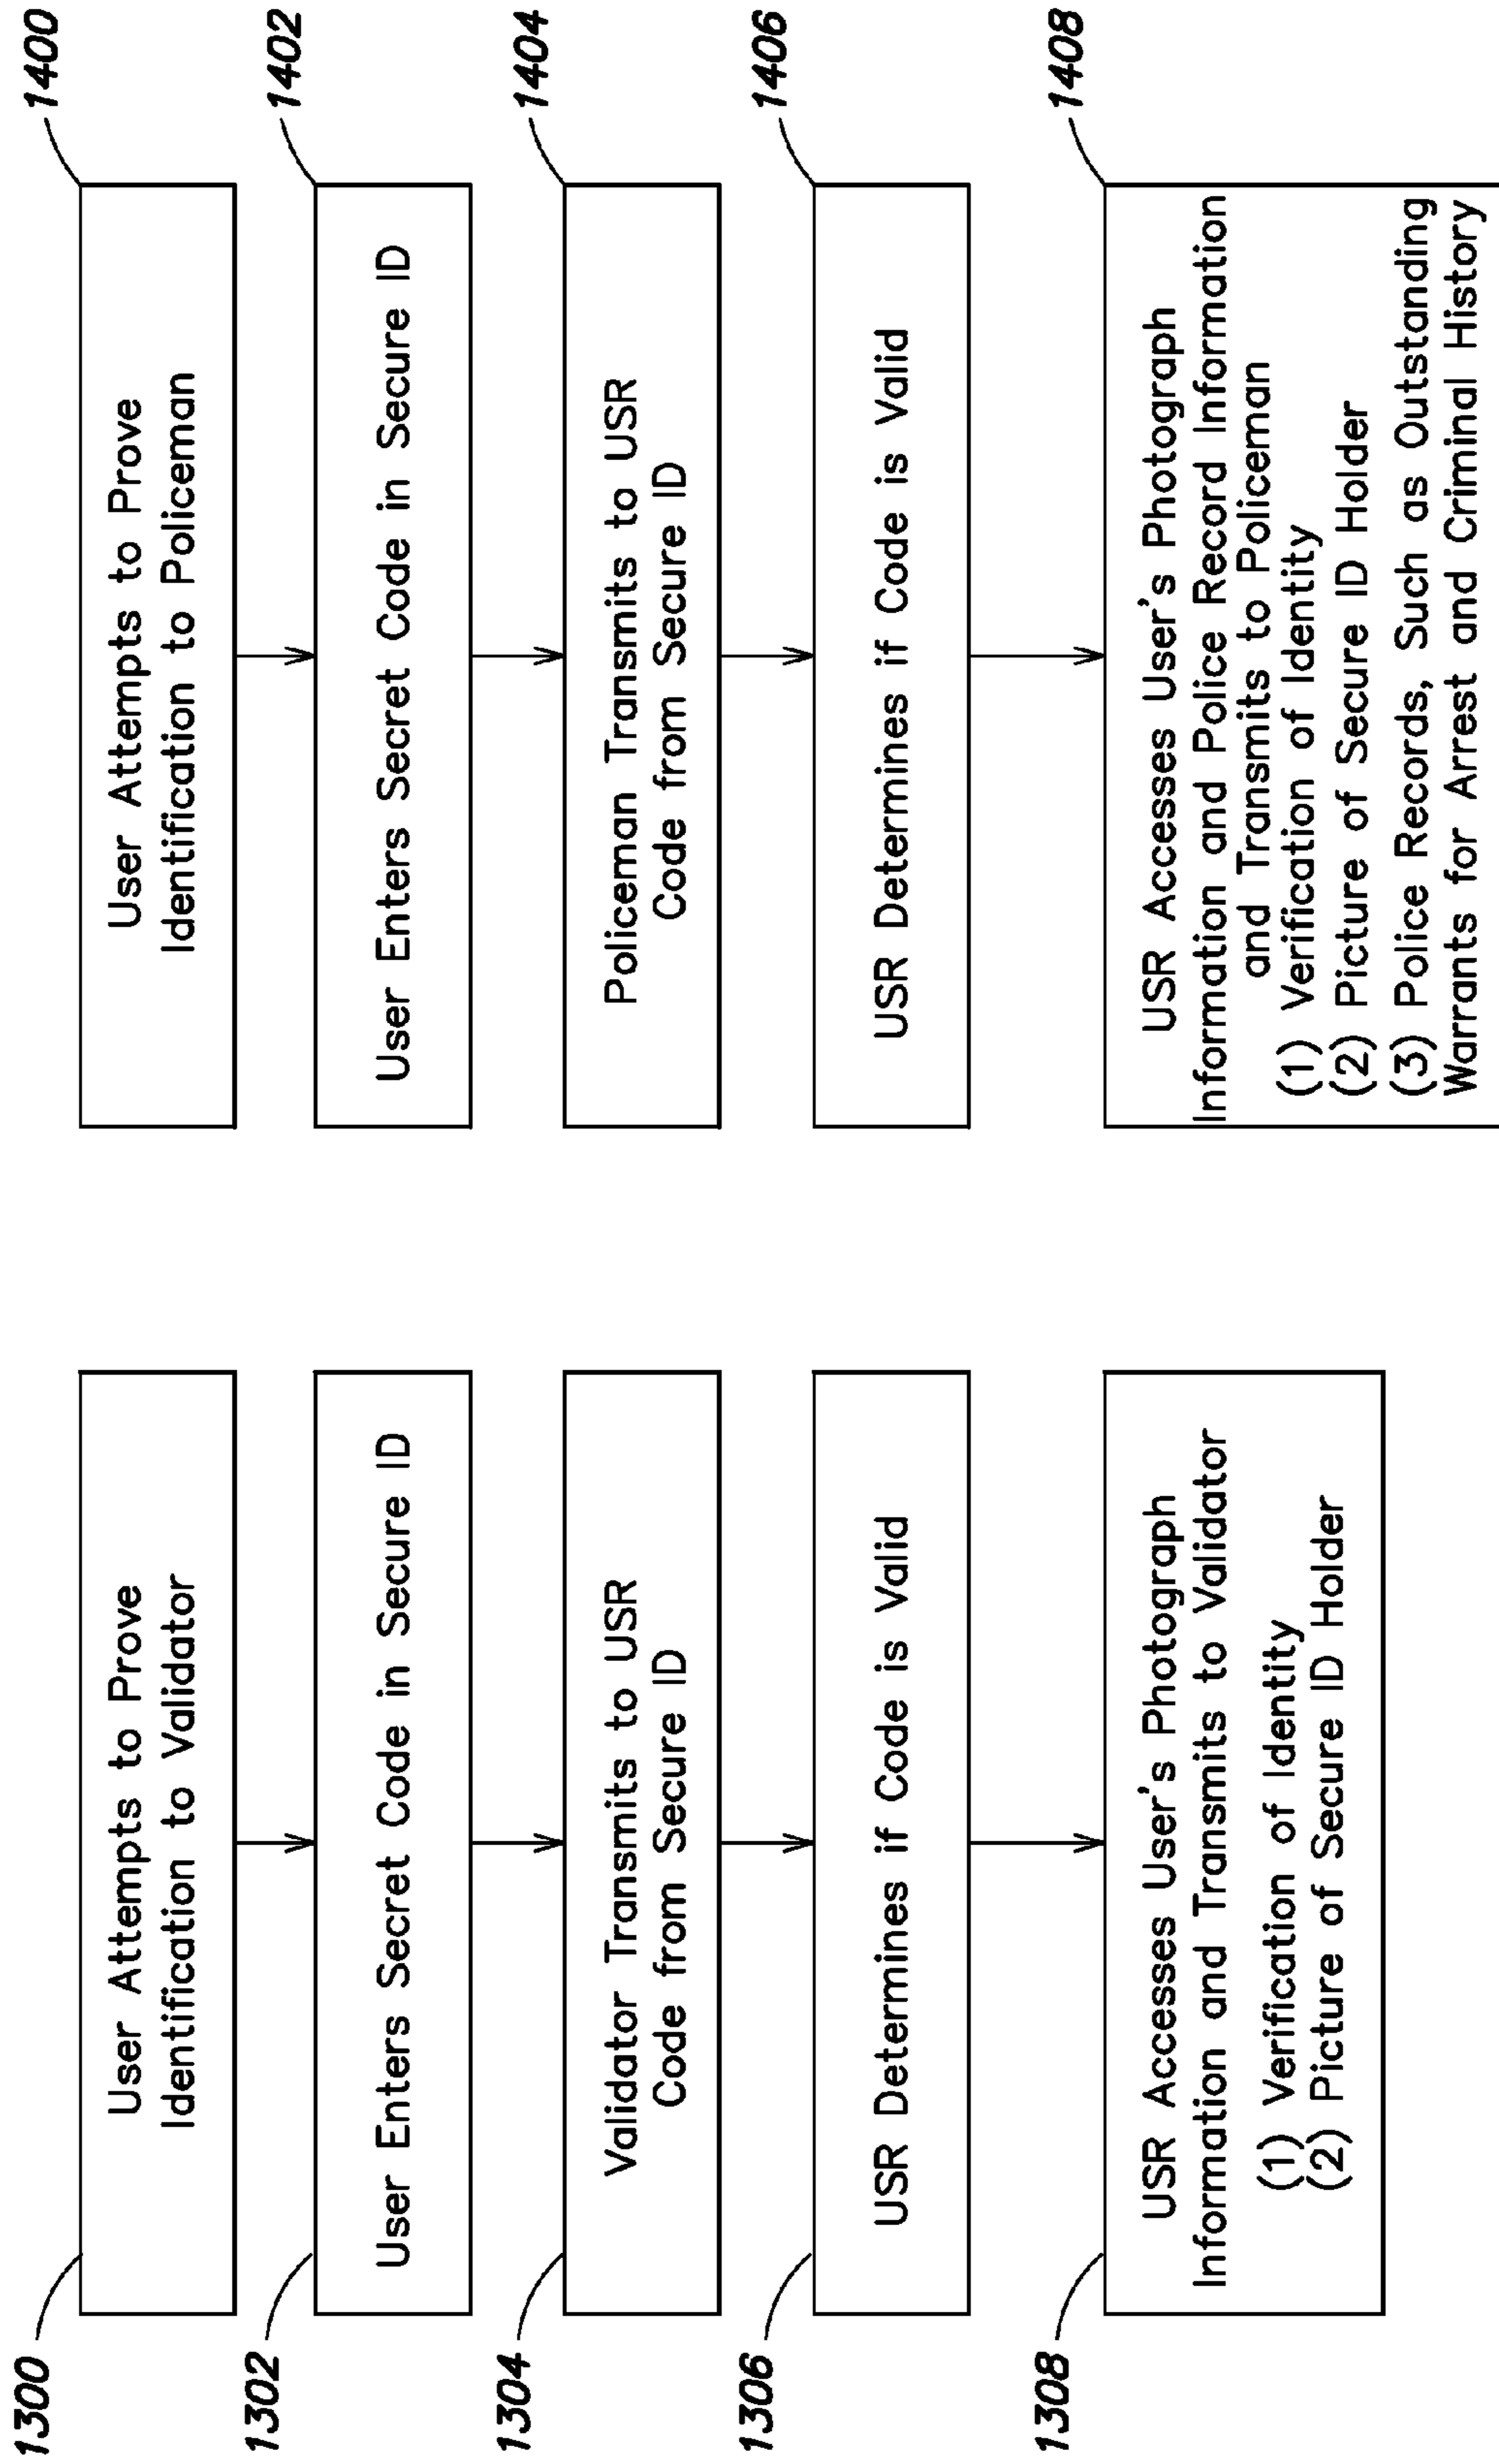 1300
User Attempts to Prove
Identification to Validator
1302
User Enters Secret Code in Secure ID
1304
Validator Transmits to USR
Code from Secure ID
1306
USR Determines if Code is Valid
1308
USR Accesses User's Photograph
Information and Transmits to Validator
(1) Verification of Identity
(2) Picture of Secure ID Holder
1400
User Attempts to Prove
Identification to Policeman
1402
User Enters Secret Code in Secure ID
1404
Policeman Transmits to USR
Code from Secure ID
1406
USR Determines if Code is Valid
1408
USR Accesses User's Photograph
Information and Police Record Information
and Transmits to Policeman
(1) Verification of Identity
(2) Picture of Secure ID Holder
(3) Police Records, Such as Outstanding
Warrants for Arrest and Criminal History